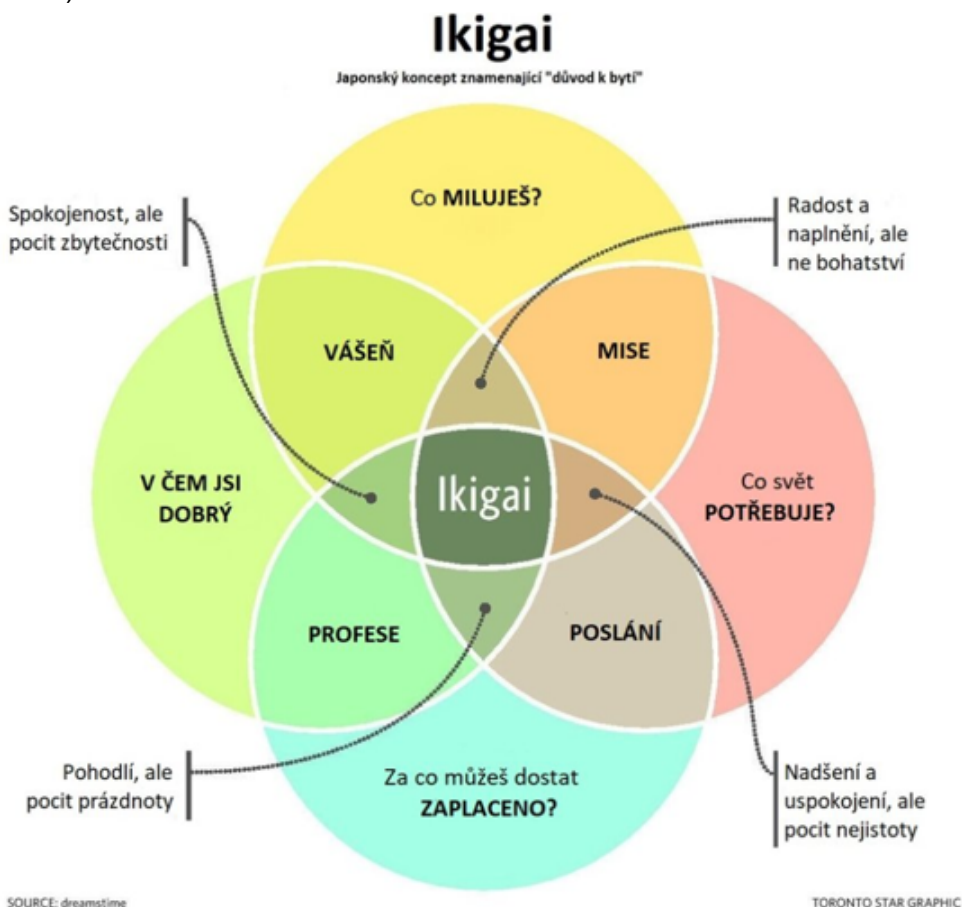 Ikigai
Japonský koncept znamenající "důvod k bytí"
Co MILUJEŠ?
Spokojenost, ale
pocit zbytečnosti
Radost a
naplnění, ale
ne bohatství
VÁŠEŇ
MISE
V ČEM JSI
DOBRÝ
Ikigai
Co svět
POTŘEBUJE?
PROFESE
POSLÁNÍ
Pohodlí, ale
pocit prázdnoty
Za co můžeš dostat
ZAPLACENO?
Nadšení a
uspokojení, ale
pocit nejistoty
SOURCE: dreamstime
TORONTO STAR GRAPHIC